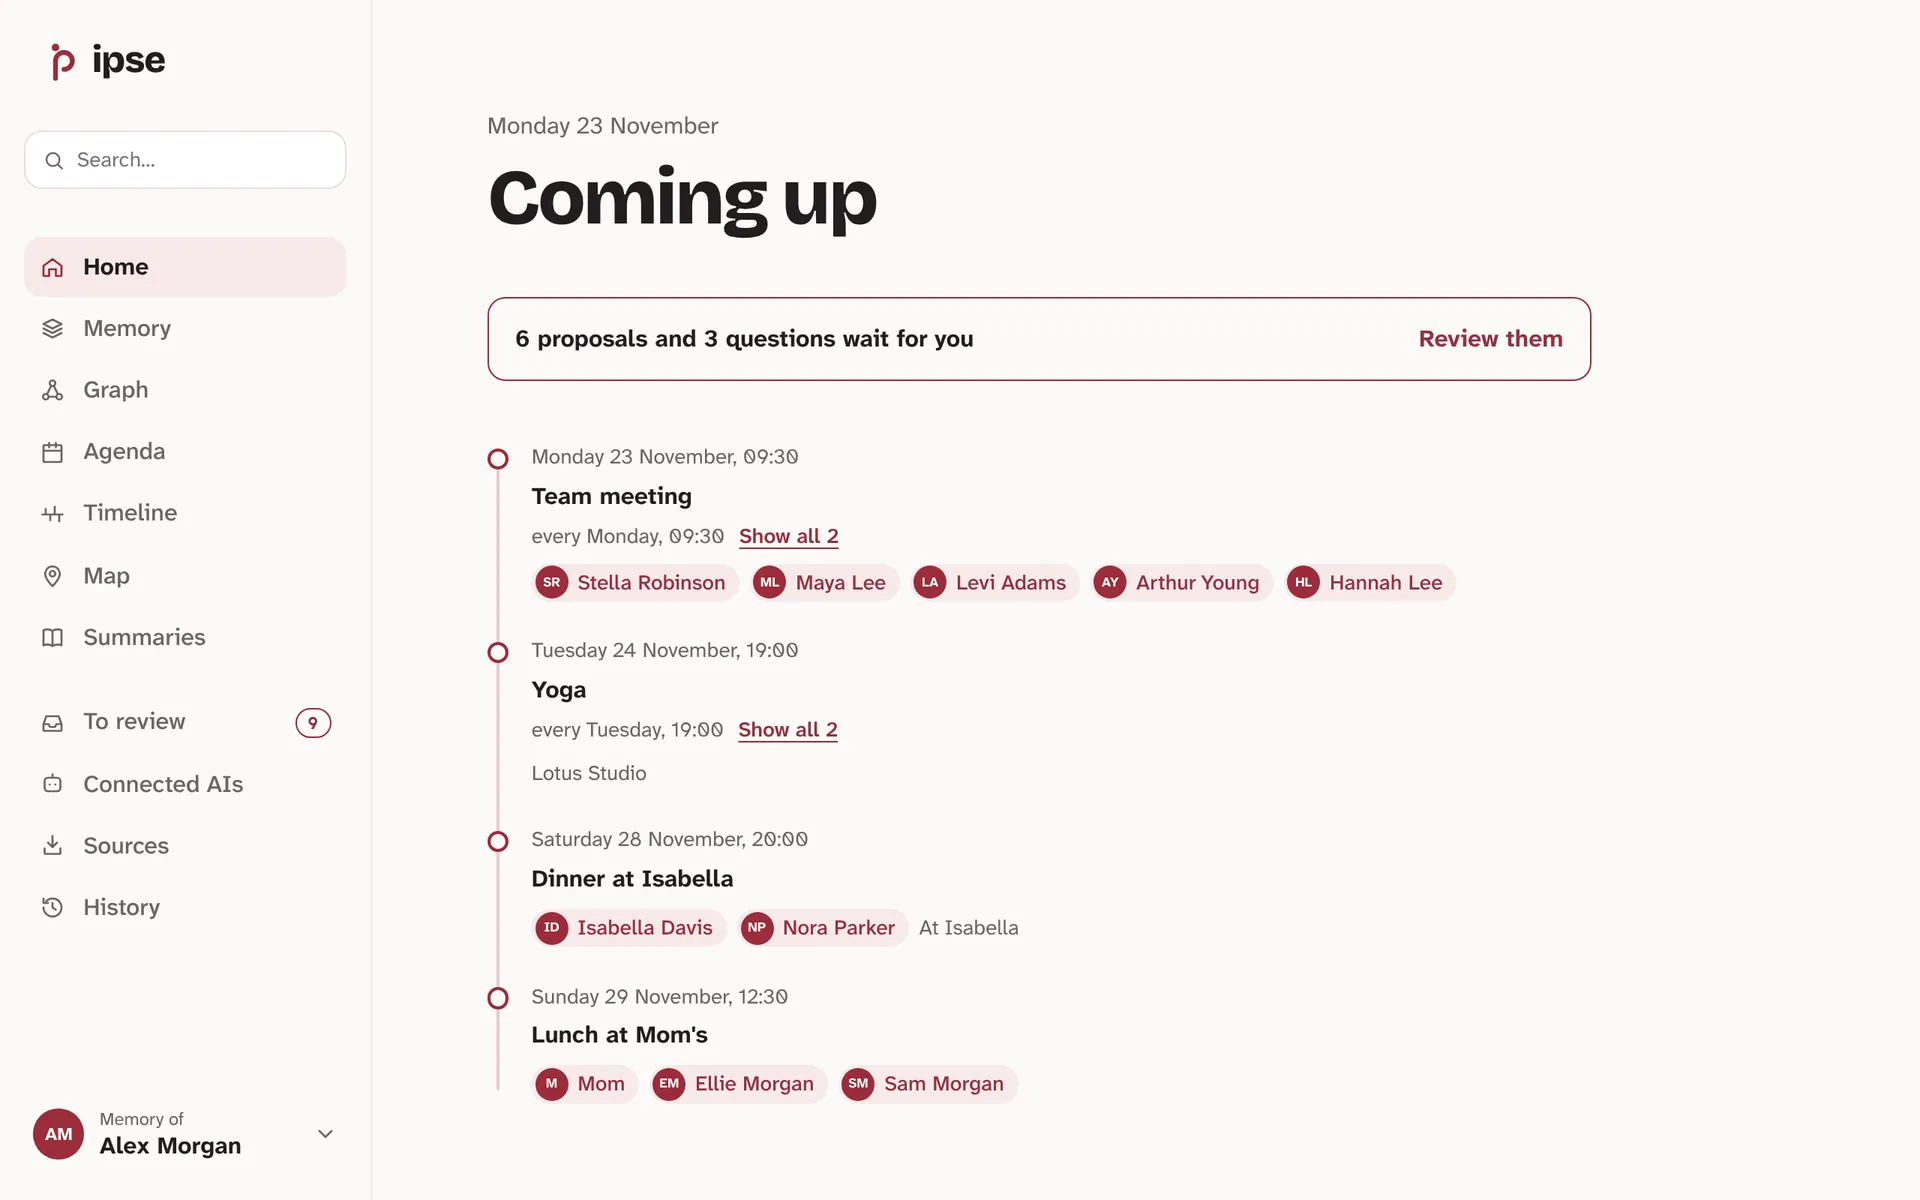 ipse
Search...
Home
Memory
Graph
Agenda
Timeline
Map
Summaries
To review 9
Connected AIs
Sources
History
AM
Memory of
Alex Morgan
Monday 23 November
Coming up
6 proposals and 3 questions wait for you Review them
Monday 23 November, 09:30
Team meeting
every Monday, 09:30 Show all 2
SR Stella Robinson ML Maya Lee LA Levi Adams AY Arthur Young HL Hannah Lee
Tuesday 24 November, 19:00
Yoga
every Tuesday, 19:00 Show all 2
Lotus Studio
Saturday 28 November, 20:00
Dinner at Isabella
ID Isabella Davis NP Nora Parker At Isabella
Sunday 29 November, 12:30
Lunch at Mom's
M Mom EM Ellie Morgan SM Sam Morgan